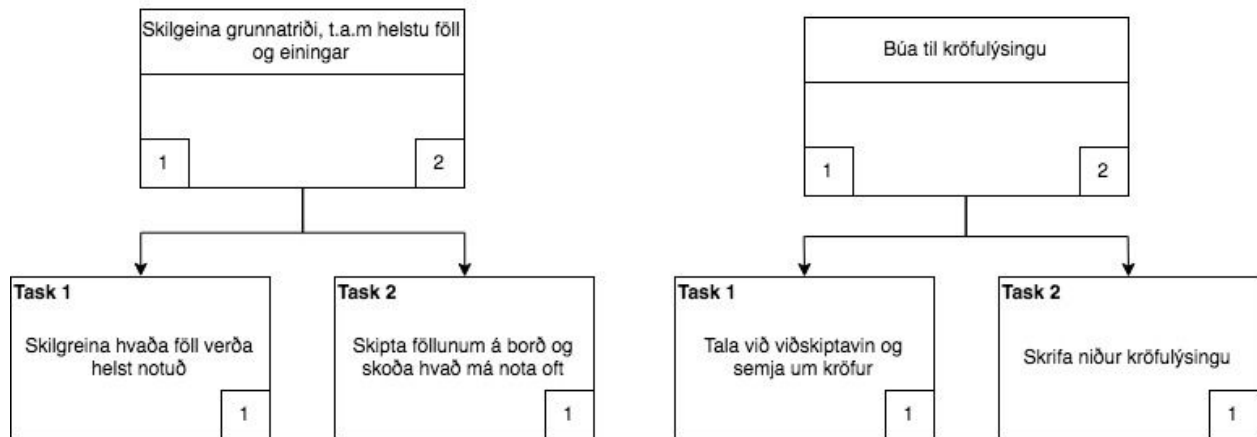 Skilgeina grunnatriði, t.a.m helstu föll
og einingar
1
2
Task 1
Skilgreina hvaða föll verða
helst notuð
1
Task 2
Skipta föllunum á borð og
skoða hvað má nota oft
1
Búa til kröfulýsingu
1
2
Task 1
Tala við viðskiptavin og
semja um kröfur
1
Task 2
Skrifa niður kröfulýsingu
1